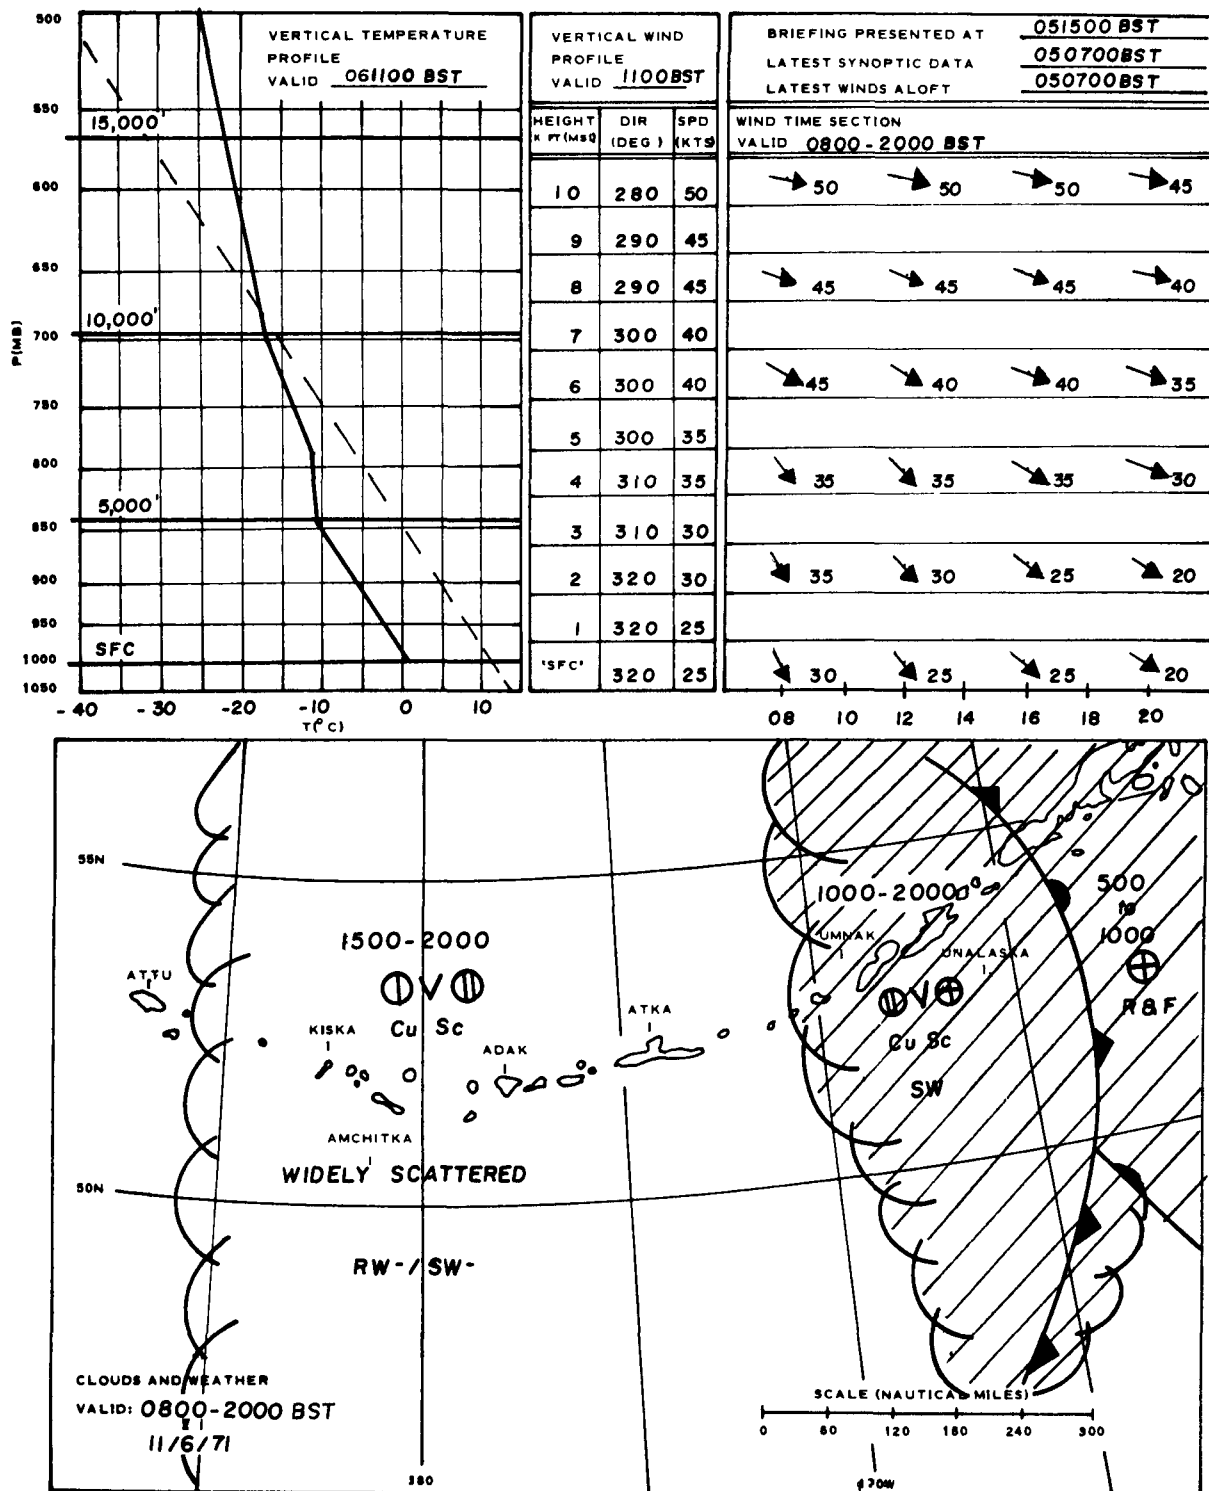 VERTICAL TEMPERATURE
PROFILE
VALID 061100 BST
500
550
15,000'
600
650
10,000'
700
P(MB)
750
800
5,000'
850
900
950
SFC
1000
1050
-40 -30 -20 -10 0 10
T(°C)
VERTICAL WIND
PROFILE
VALID 1100BST
HEIGHT DIR SPD
K FT(MSL) (DEG) (KTS)
10 280 50
9 290 45
8 290 45
7 300 40
6 300 40
5 300 35
4 310 35
3 310 30
2 320 30
1 320 25
'SFC' 320 25
BRIEFING PRESENTED AT 051500 BST
LATEST SYNOPTIC DATA 050700BST
LATEST WINDS ALOFT 050700BST
WIND TIME SECTION
VALID 0800-2000 BST
50 50 50 45
45 45 45 40
45 40 40 35
35 35 35 30
35 30 25 20
30 25 25 20
08 10 12 14 16 20 22
55N
1000-2000
500
to
1000
UMNAK
UNALASKA
1500-2000
ATTU
V
V
R&F
KISKA
Cu Sc
ATKA
ADAK
Cu Sc
SW
AMCHITKA
WIDELY SCATTERED
50N
RW-/SW-
CLOUDS AND WEATHER
VALID: 0800-2000 BST
11/6/71
SCALE (NAUTICAL MILES)
0 60 120 180 240 300
180
170W